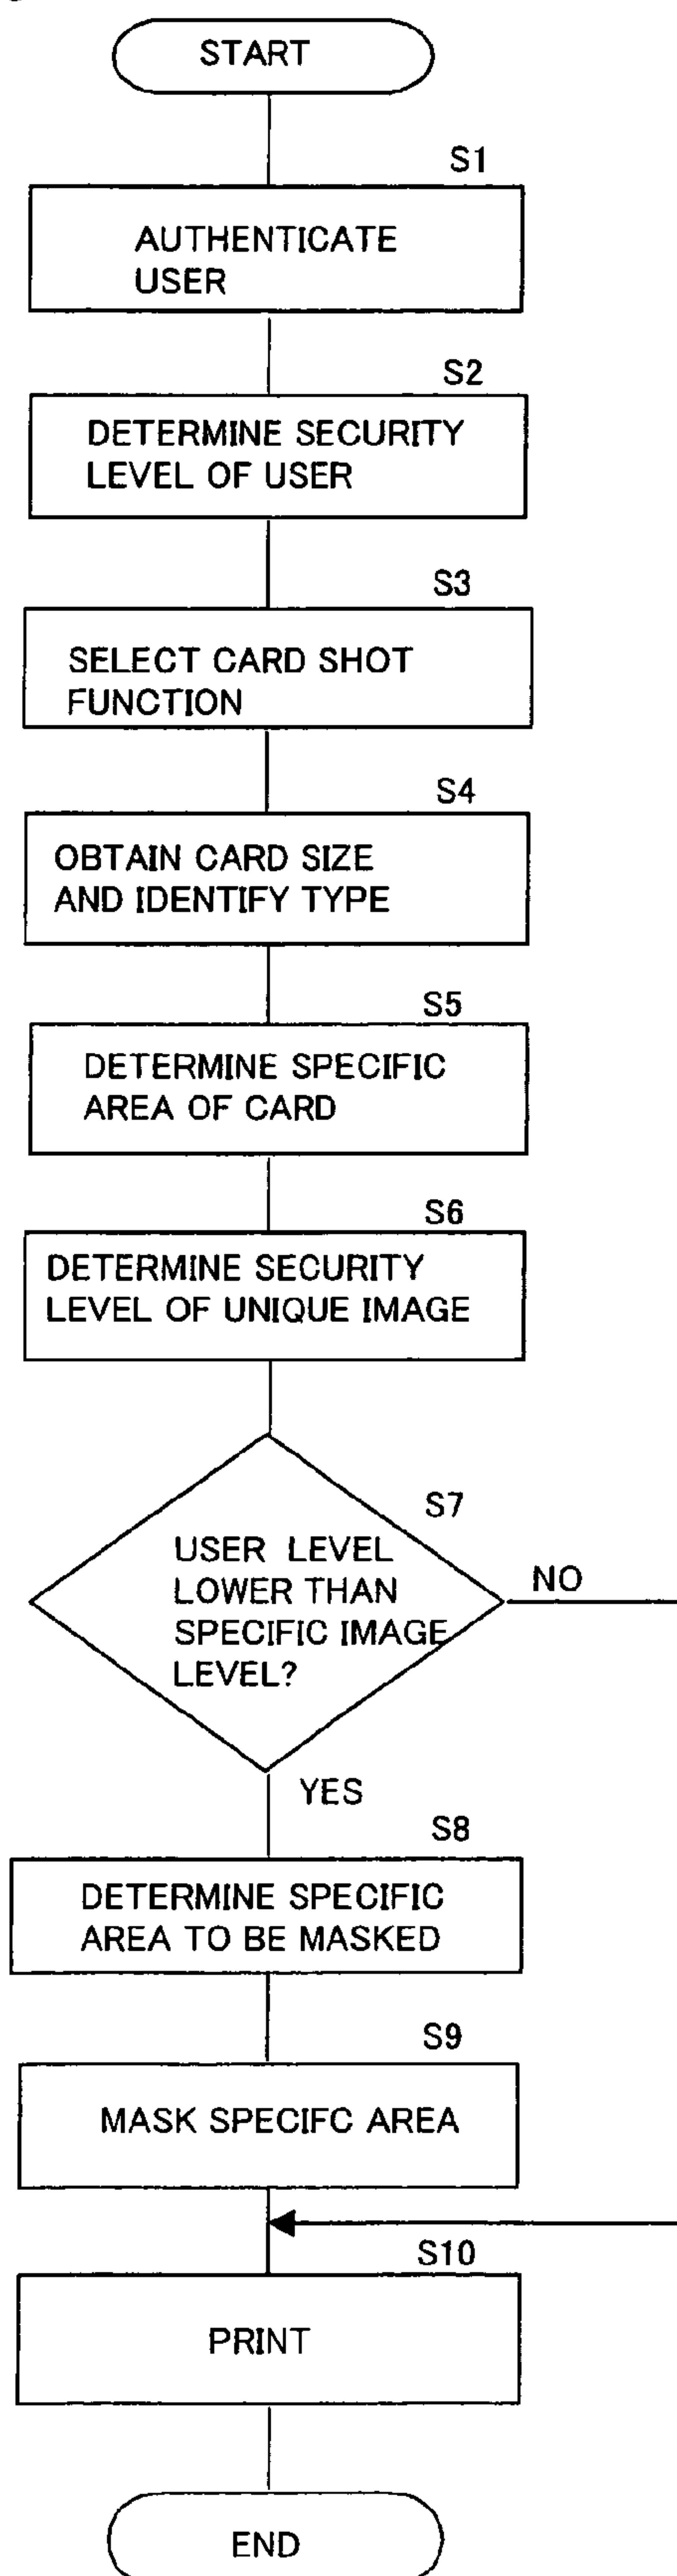 START
S1
AUTHENTICATE
USER
S2
DETERMINE SECURITY
LEVEL OF USER
S3
SELECT CARD SHOT
FUNCTION
S4
OBTAIN CARD SIZE
AND IDENTIFY TYPE
S5
DETERMINE SPECIFIC
AREA OF CARD
S6
DETERMINE SECURITY
LEVEL OF UNIQUE IMAGE
S7
USER LEVEL
LOWER THAN
SPECIFIC IMAGE
LEVEL?
NO
YES
S8
DETERMINE SPECIFIC
AREA TO BE MASKED
S9
MASK SPECIFC AREA
S10
PRINT
END